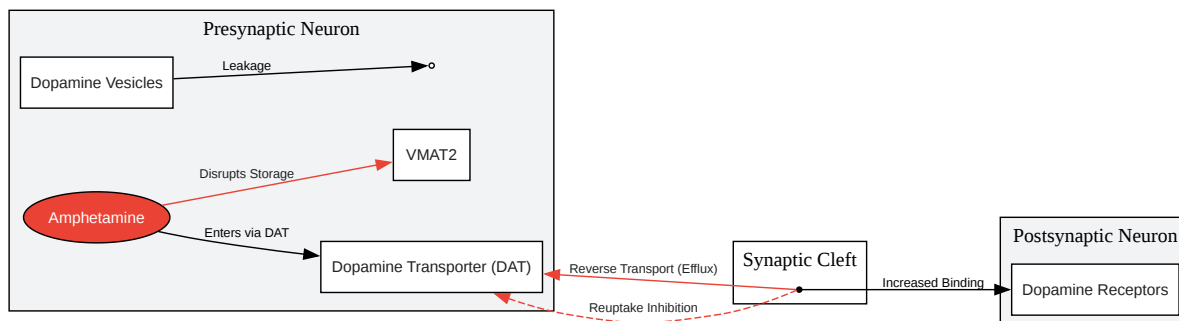 Presynaptic Neuron
Dopamine Vesicles
Leakage
VMAT2
Disrupts Storage
Amphetamine
Enters via DAT
Dopamine Transporter (DAT)
Reverse Transport (Efflux)
Reuptake Inhibition
Synaptic Cleft
Increased Binding
Postsynaptic Neuron
Dopamine Receptors